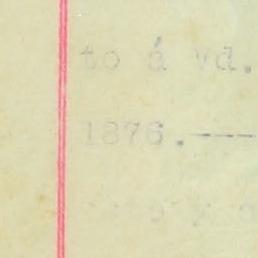 to á Vd.
1876.----